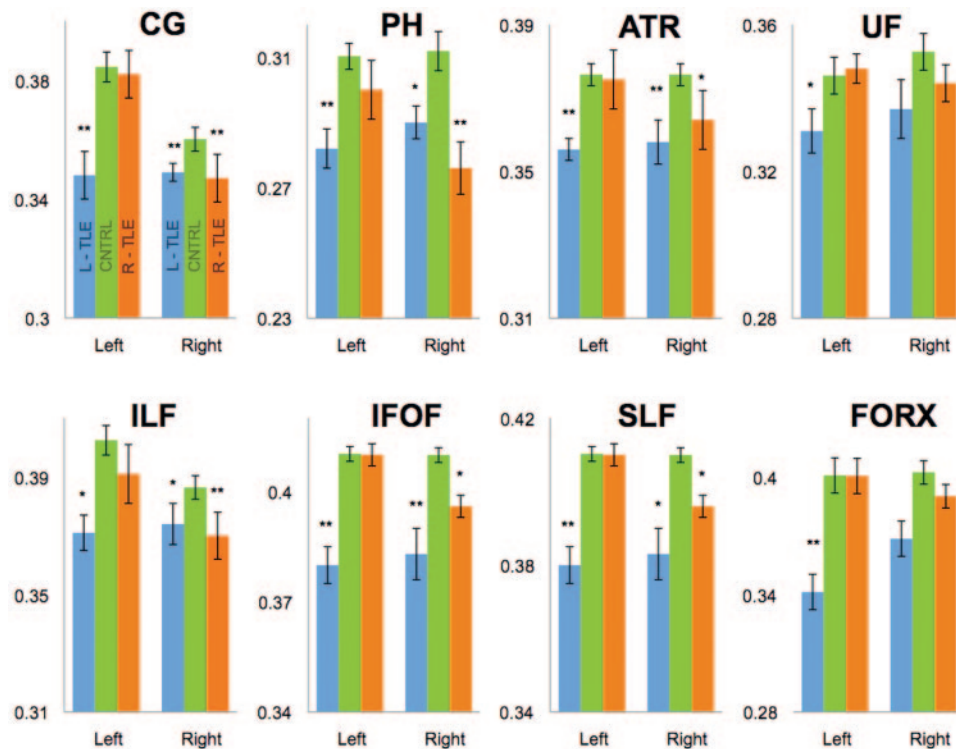 CG
0.38
0.34
0.3
**
**
**
L - TLE
CNTRL
R - TLE
L - TLE
CNTRL
R - TLE
Left
Right
PH
0.31
0.27
0.23
**
*
**
Left
Right
ATR
0.39
0.35
0.31
**
**
*
Left
Right
UF
0.36
0.32
0.28
*
Left
Right
ILF
0.39
0.35
0.31
*
*
**
Left
Right
IFOF
0.4
0.37
0.34
**
**
*
Left
Right
SLF
0.42
0.38
0.34
**
*
*
Left
Right
FORX
0.4
0.34
0.28
**
Left
Right